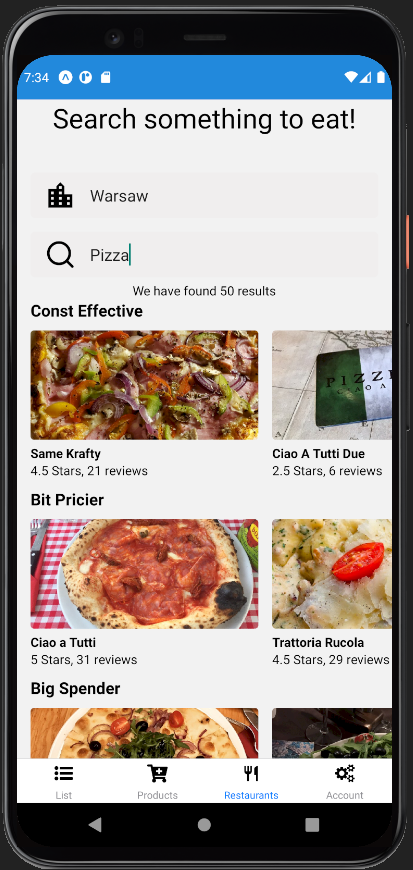 7:34
Search something to eat!
Warsaw
Pizza
We have found 50 results
Const Effective
Same Krafty
4.5 Stars, 21 reviews
Ciao A Tutti Due
2.5 Stars, 6 reviews
Bit Pricier
Ciao a Tutti
5 Stars, 31 reviews
Trattoria Rucola
4.5 Stars, 29 reviews
Big Spender
List
Products
Restaurants
Account